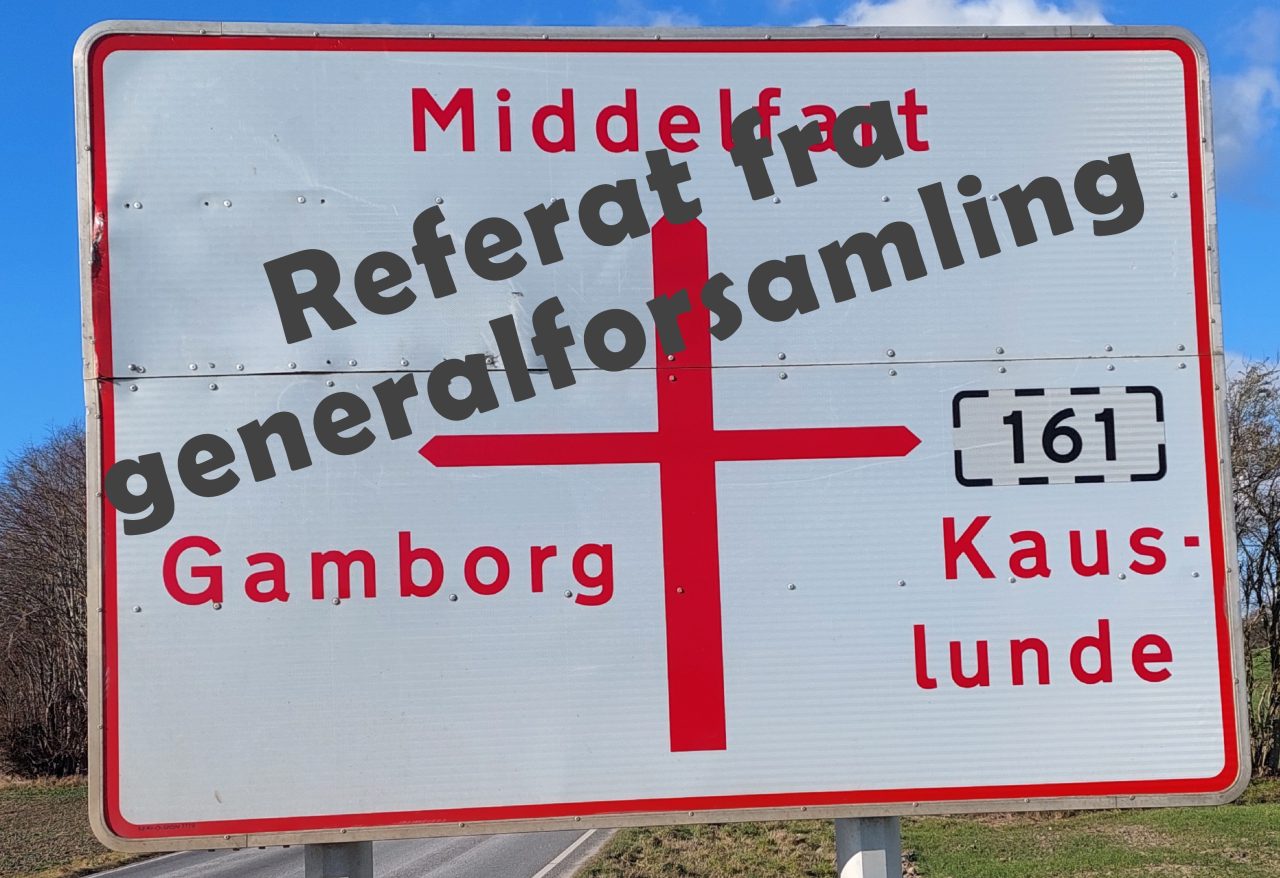 Middelfart
Referat fra
generalforsamling
161
Gamborg
Kaus-
lunde